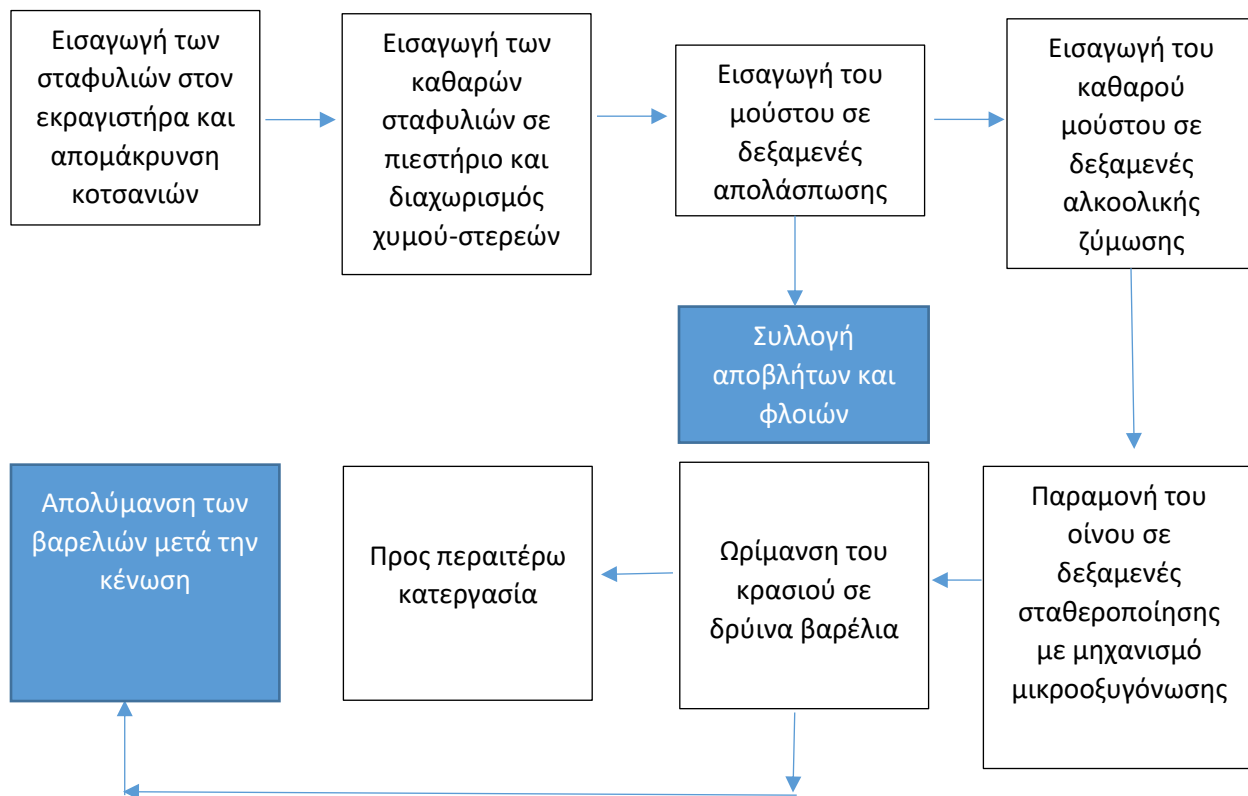 Εισαγωγή των
σταφυλιών στον
εκραγιστήρα και
απομάκρυνση
κοτσανιών
Εισαγωγή των
καθαρών
σταφυλιών σε
πιεστήριο και
διαχωρισμός
χυμού-στερεών
Εισαγωγή του
μούστου σε
δεξαμενές
απολάσπωσης
Εισαγωγή του
καθαρού
μούστου σε
δεξαμενές
αλκοολικής
ζύμωσης
Συλλογή
αποβλήτων και
φλοιών
Παραμονή του
οίνου σε
δεξαμενές
σταθεροποίησης
με μηχανισμό
μικροοξυγόνωσης
Ωρίμανση του
κρασιού σε
δρύινα βαρέλια
Προς περαιτέρω
κατεργασία
Απολύμανση των
βαρελιών μετά την
κένωση